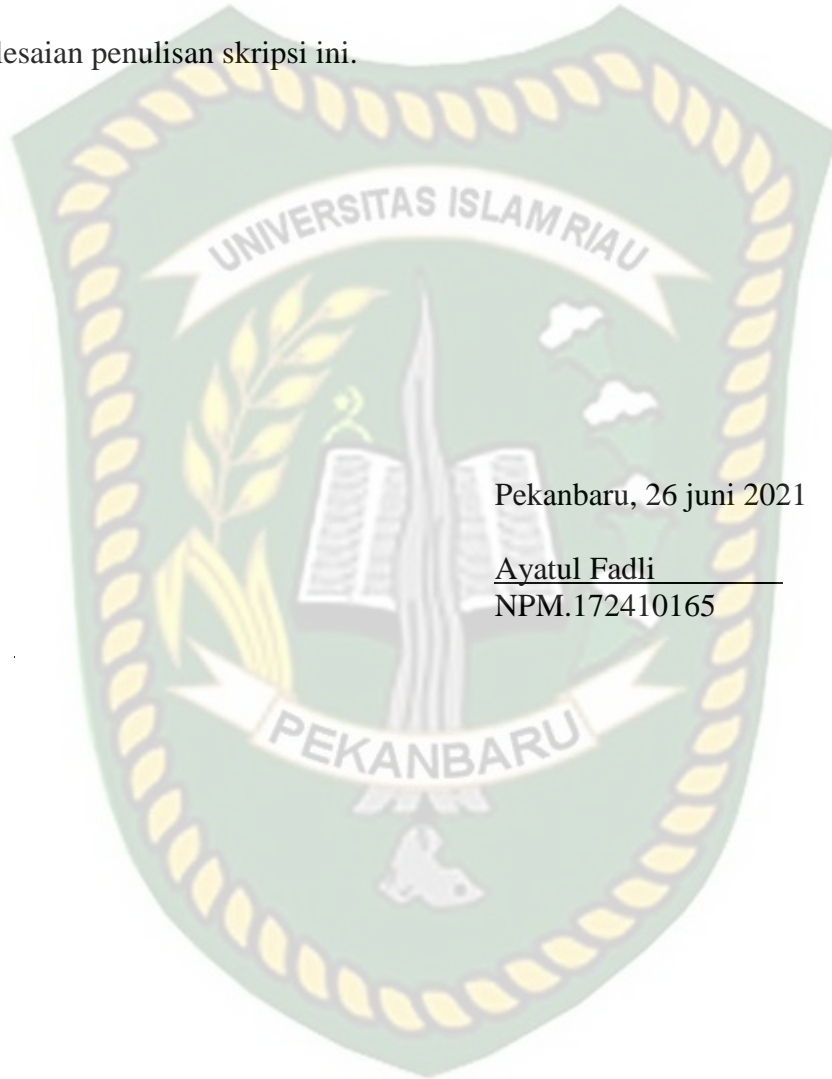 lesaian penulisan skripsi ini.
UNIVERSITAS ISLAM RIAU
Pekanbaru, 26 juni 2021
Ayatul Fadli
NPM.172410165
PEKANBARU